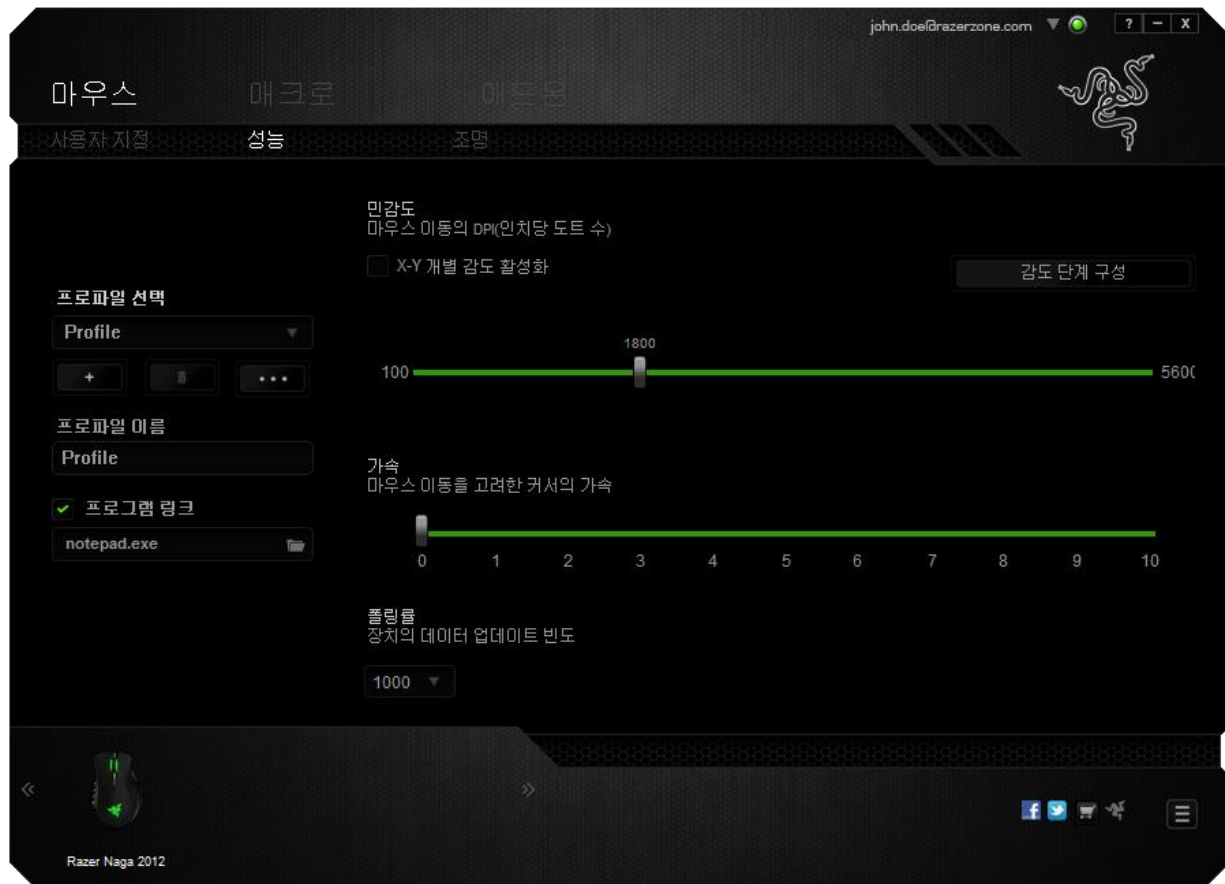 john.doe@razerzone.com
? - X
마우스
매크로
사용자 지정
성능
조명
민감도
마우스 이동의 DPI(인치당 도트 수)
X-Y 개별 감도 활성화
감도 단계 구성
프로파일 선택
Profile
1800
100
560
+
...
프로파일 이름
Profile
가속
마우스 이동을 고려한 커서의 가속
프로그램 링크
notepad.exe
0 1 2 3 4 5 6 7 8 9 10
폴링률
장치의 데이터 업데이트 빈도
1000
Razer Naga 2012